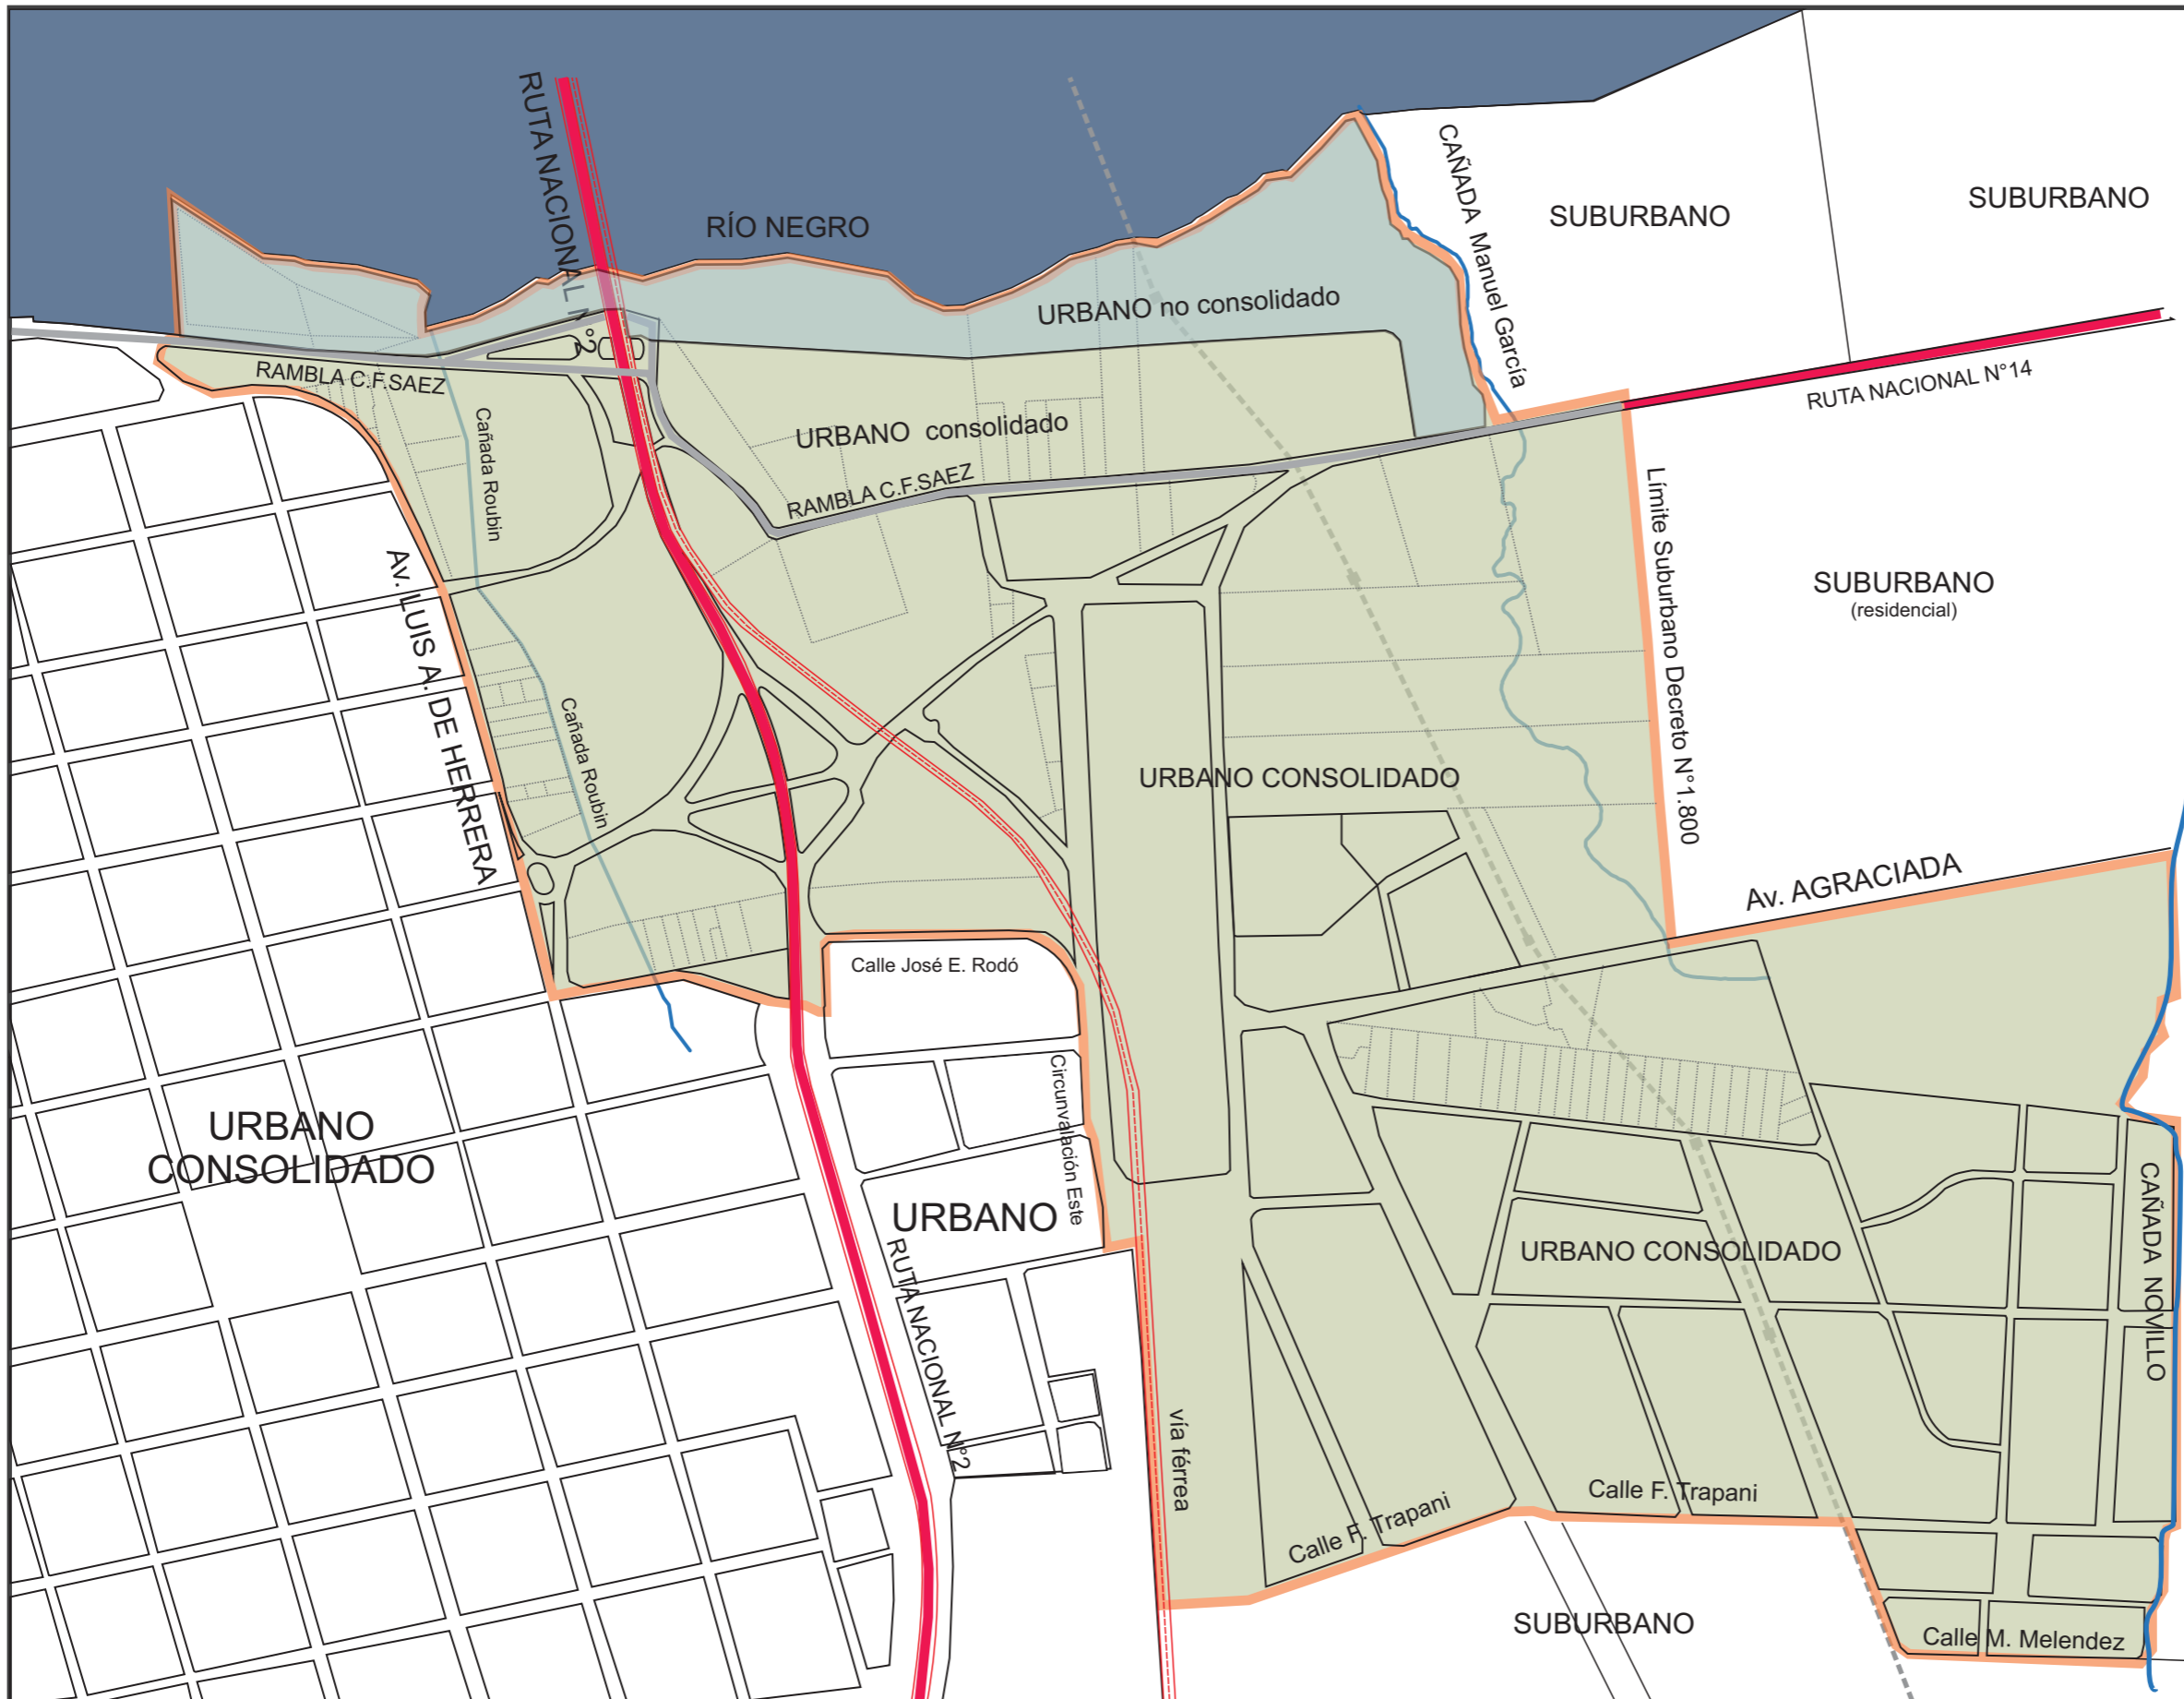 RUTA NACIONAL N°2
RÍO NEGRO
CAÑADA Manuel García
SUBURBANO
SUBURBANO
URBANO no consolidado
RAMBLA C.F.SAEZ
RUTA NACIONAL N°14
Cañada Roubin
URBANO consolidado
RAMBLA C.F.SAEZ
Límite Suburbano Decreto N°1.800
Av. LUIS A. DE HERRERA
SUBURBANO
(residencial)
Cañada Roubin
URBANO CONSOLIDADO
Av. AGRACIADA
Calle José E. Rodó
Circunvalación Este
URBANO
CONSOLIDADO
URBANO
CAÑADA NOVILLO
URBANO CONSOLIDADO
RUTA NACIONAL N°2
vía férrea
Calle F. Trapani
Calle F. Trapani
SUBURBANO
Calle M. Melendez